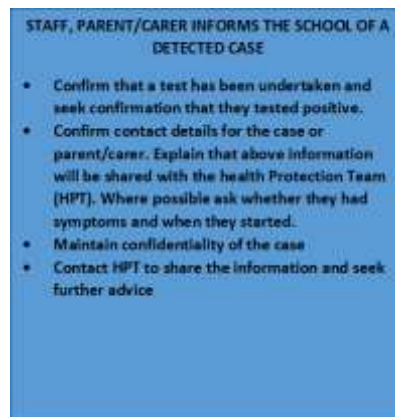 STAFF, PARENT/CARER INFORMS THE SCHOOL OF A
DETECTED CASE
• Confirm that a test has been undertaken and
seek confirmation that they tested positive.
• Confirm contact details for the case or
parent/carer. Explain that above information
will be shared with the health Protection Team
(HPT). Where possible ask whether they had
symptoms and when they started.
• Maintain confidentiality of the case
• Contact HPT to share the information and seek
further advice